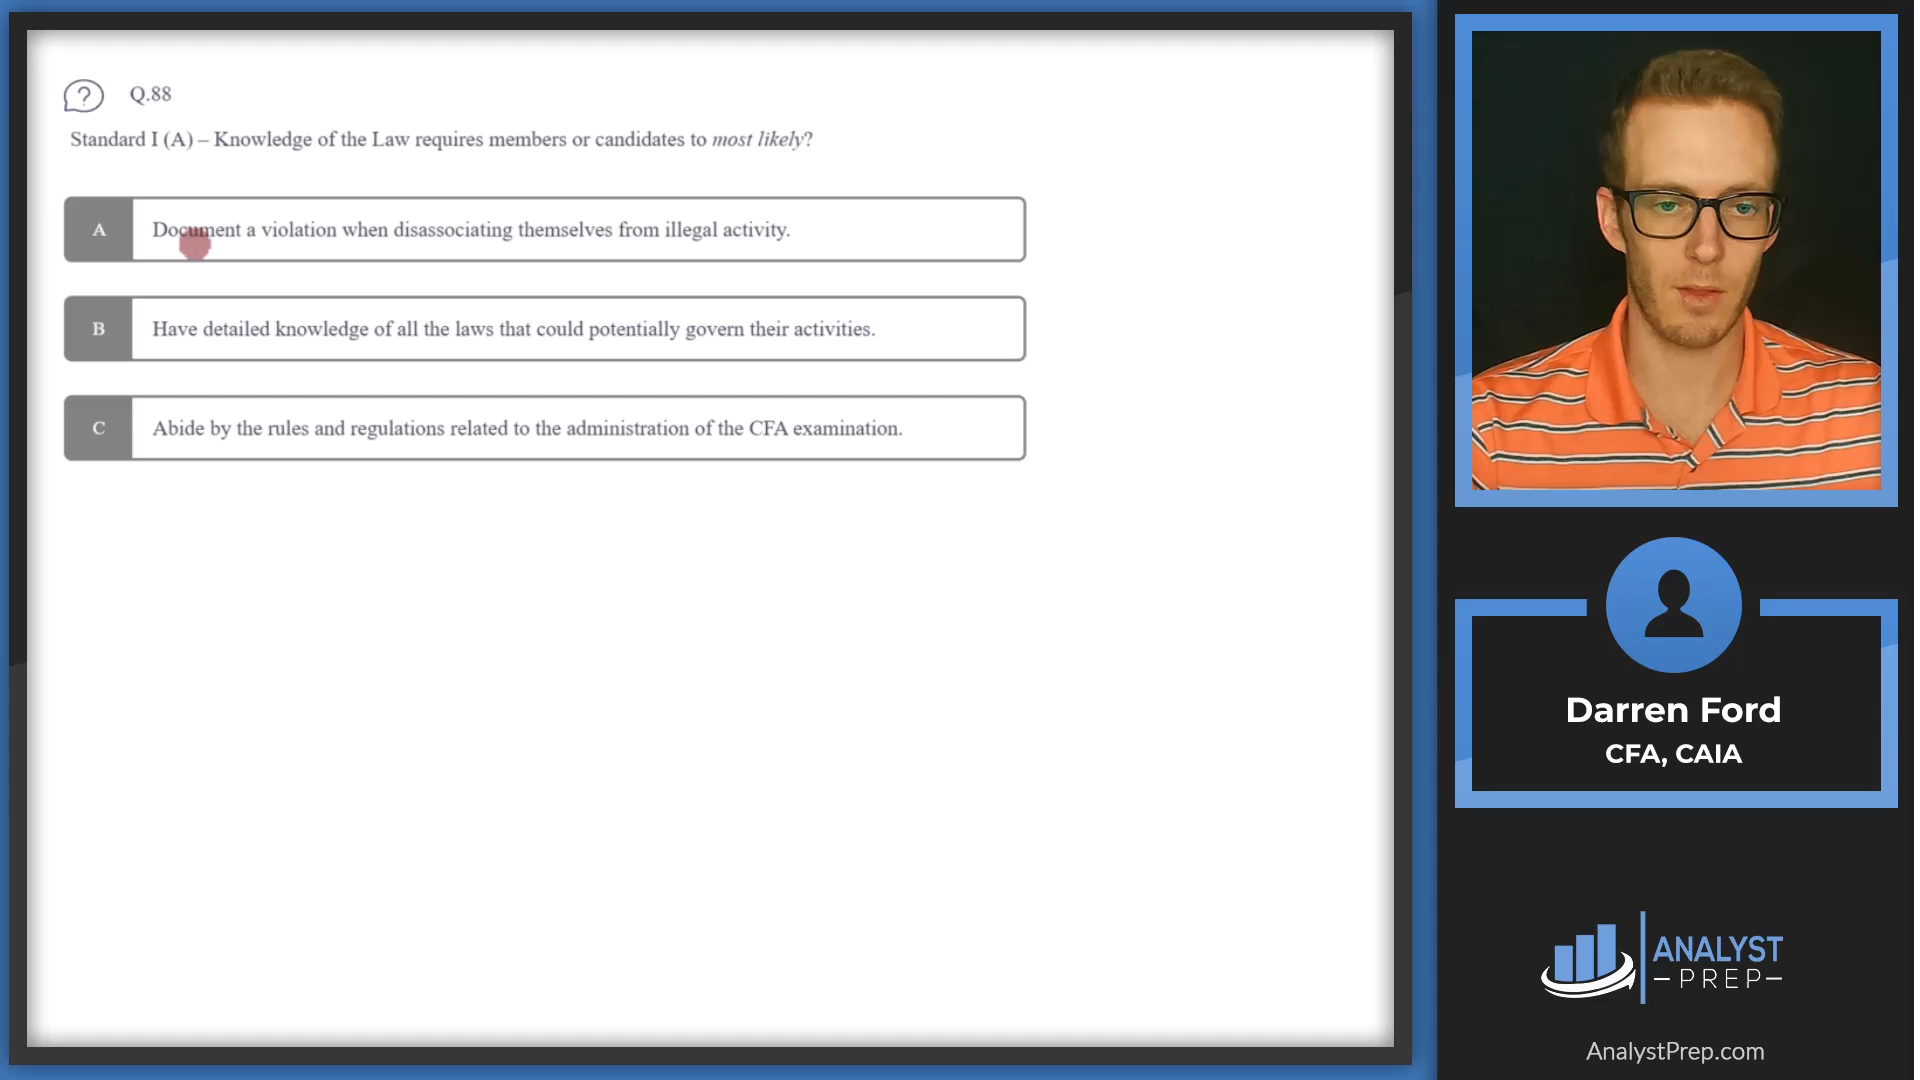 ?
Q.88
Standard I (A) – Knowledge of the Law requires members or candidates to most likely?
A
Document a violation when disassociating themselves from illegal activity.
B
Have detailed knowledge of all the laws that could potentially govern their activities.
C
Abide by the rules and regulations related to the administration of the CFA examination.
Darren Ford
CFA, CAIA
ANALYST
PREP
AnalystPrep.com